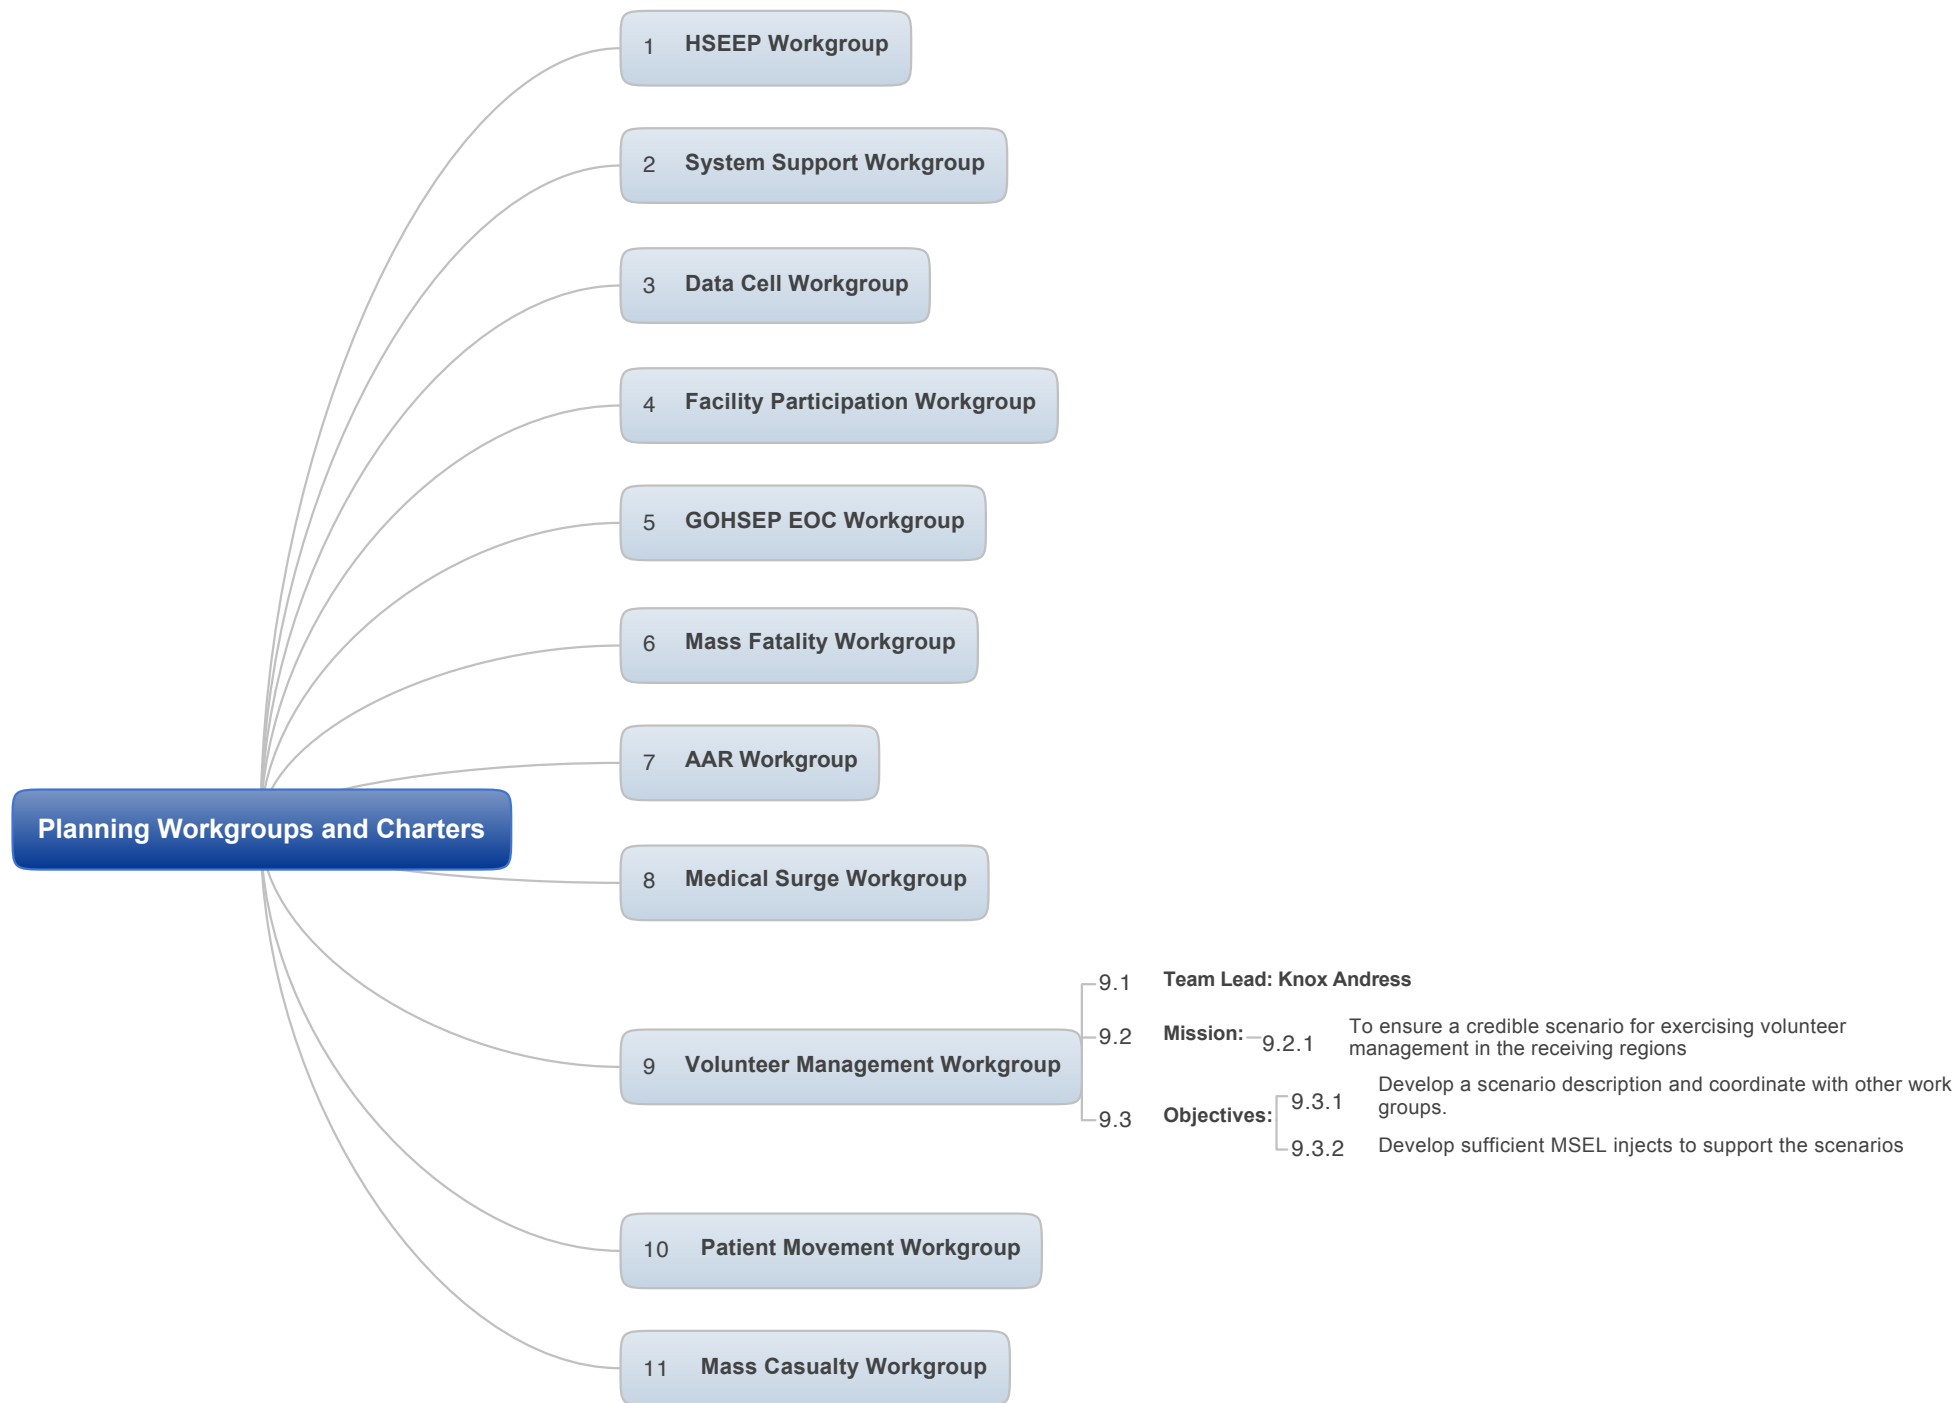 1 HSEEP Workgroup
2 System Support Workgroup
3 Data Cell Workgroup
4 Facility Participation Workgroup
5 GOHSEP EOC Workgroup
6 Mass Fatality Workgroup
7 AAR Workgroup
Planning Workgroups and Charters
8 Medical Surge Workgroup
9 Volunteer Management Workgroup
9.1 Team Lead: Knox Andress
9.2 Mission:
9.2.1 To ensure a credible scenario for exercising volunteer
management in the receiving regions
9.3 Objectives:
9.3.1 Develop a scenario description and coordinate with other work
groups.
9.3.2 Develop sufficient MSEL injects to support the scenarios
10 Patient Movement Workgroup
11 Mass Casualty Workgroup